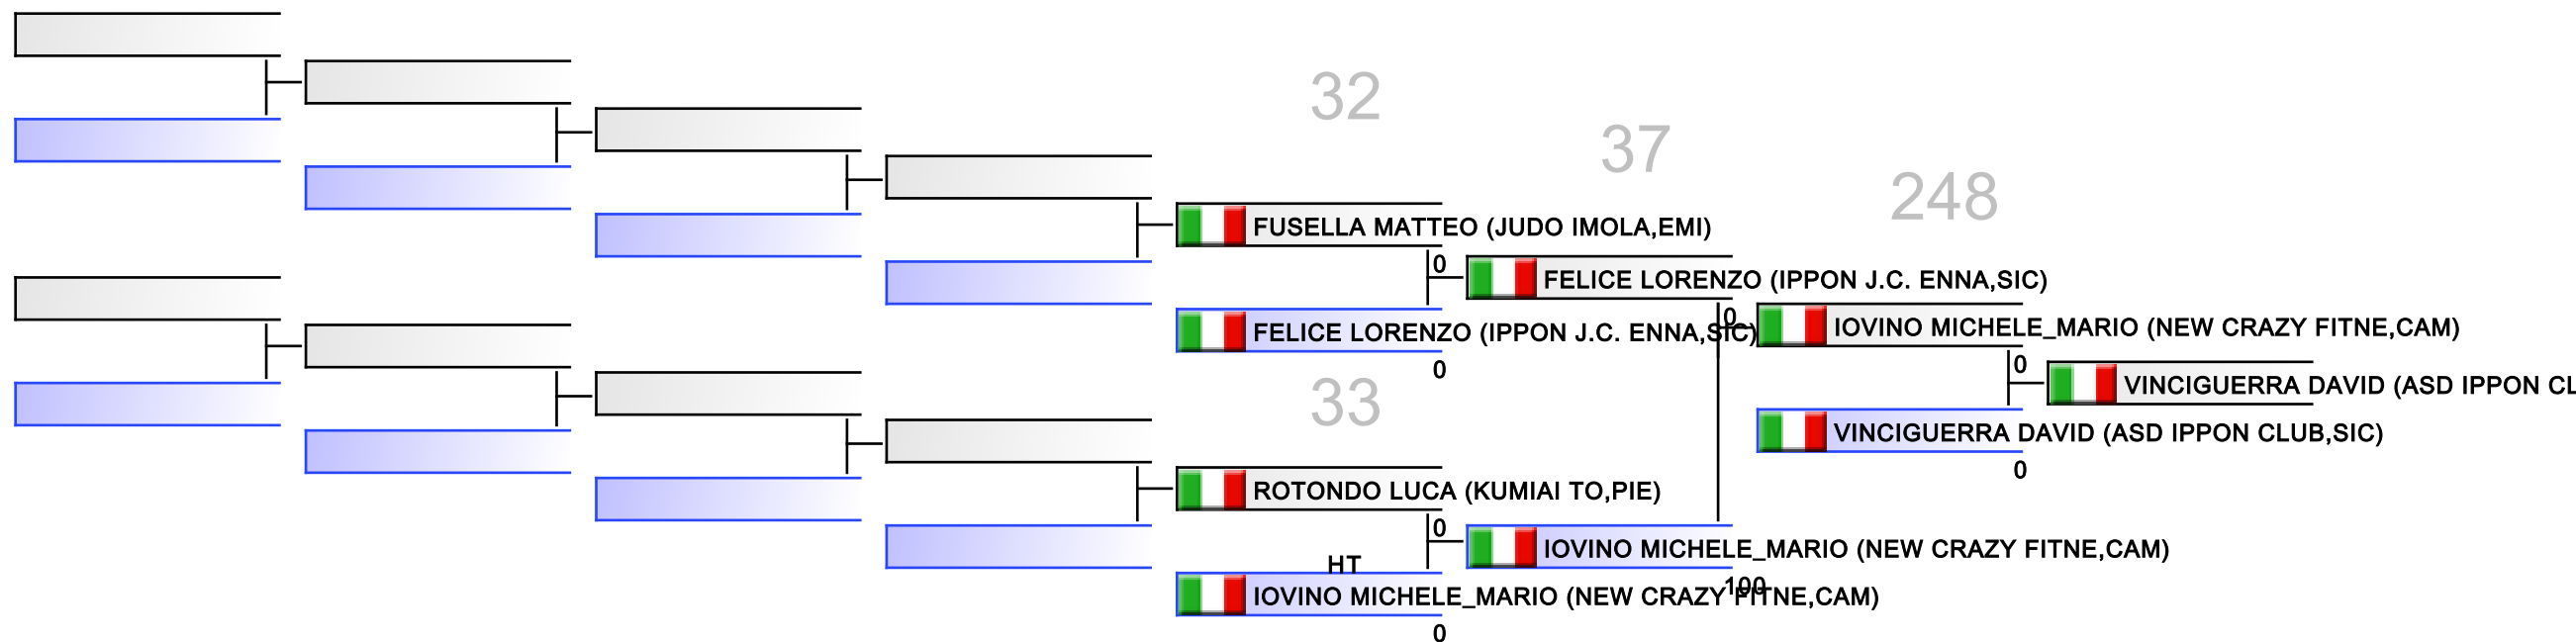 32
37
248
FUSELLA MATTEO (JUDO IMOLA,EMI)
0
FELICE LORENZO (IPPON J.C. ENNA,SIC)
0
FELICE LORENZO (IPPON J.C. ENNA,SIC)
IOVINO MICHELE_MARIO (NEW CRAZY FITNE,CAM)
0
0
VINCIGUERRA DAVID (ASD IPPON CL
33
VINCIGUERRA DAVID (ASD IPPON CLUB,SIC)
0
ROTONDO LUCA (KUMIAI TO,PIE)
0
IOVINO MICHELE_MARIO (NEW CRAZY FITNE,CAM)
HT
100
IOVINO MICHELE_MARIO (NEW CRAZY FITNE,CAM)
0